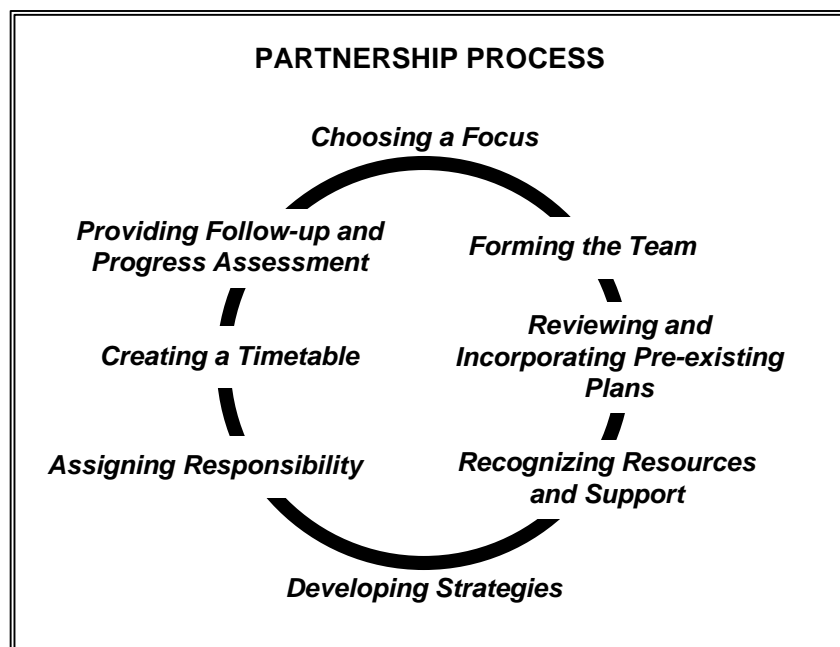 PARTNERSHIP PROCESS
Choosing a Focus
Providing Follow-up and
Progress Assessment
Forming the Team
Reviewing and
Incorporating Pre-existing
Plans
Creating a Timetable
Assigning Responsibility
Recognizing Resources
and Support
Developing Strategies